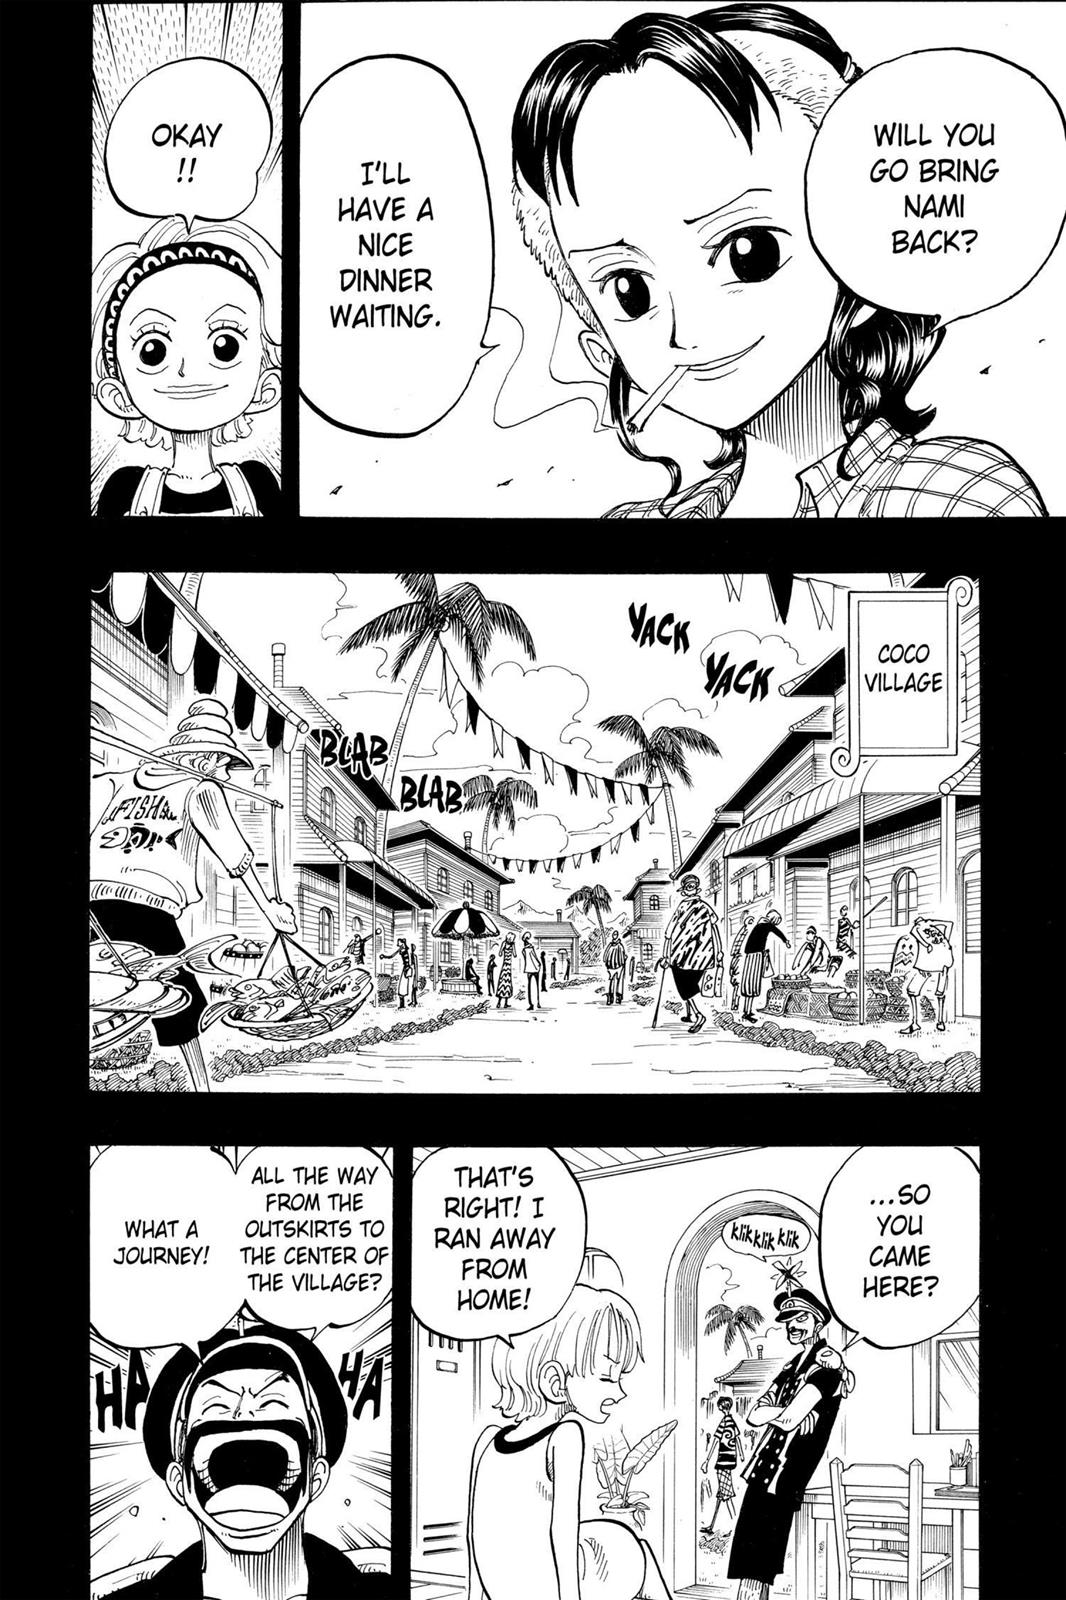 WILL YOU
GO BRING
NAMI
BACK?
I'LL
HAVE A
NICE
DINNER
WAITING.
OKAY
!!
YACK
YACK
COCO
VILLAGE
BLAB
BLAB
FISH
...SO
YOU
CAME
HERE?
klik klik klik
THAT'S
RIGHT! I
RAN AWAY
FROM
HOME!
ALL THE WAY
FROM THE
OUTSKIRTS TO
THE CENTER OF
THE VILLAGE?
WHAT A
JOURNEY!
HA
HA